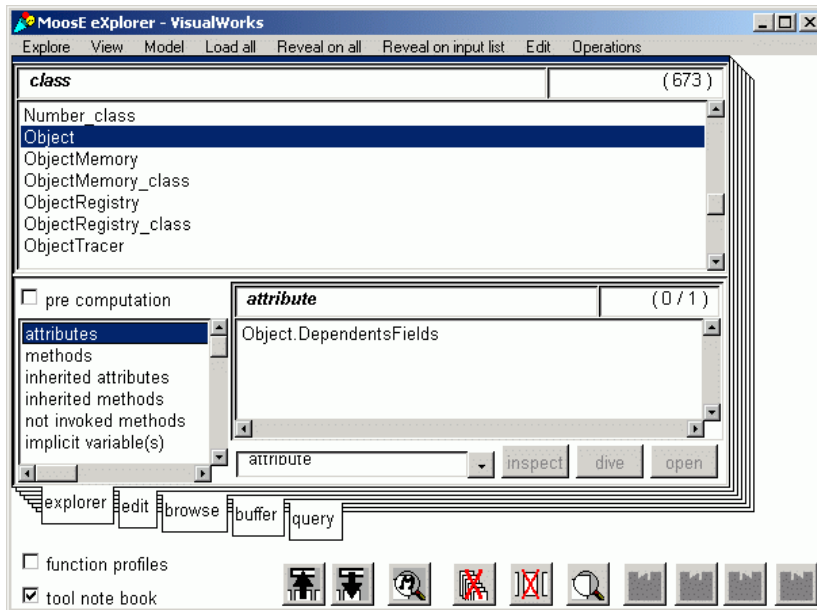 MoosE eXplorer - VisualWorks
Explore View Model Load all Reveal on all Reveal on input list Edit Operations
class (673)
Number_class
Object
ObjectMemory
ObjectMemory_class
ObjectRegistry
ObjectRegistry_class
ObjectTracer
pre computation
attribute (0/1)
attributes
methods
inherited attributes
inherited methods
not invoked methods
implicit variable(s)
Object.DependentsFields
attribute
inspect dive open
explorer edit browse buffer query
function profiles
tool note book